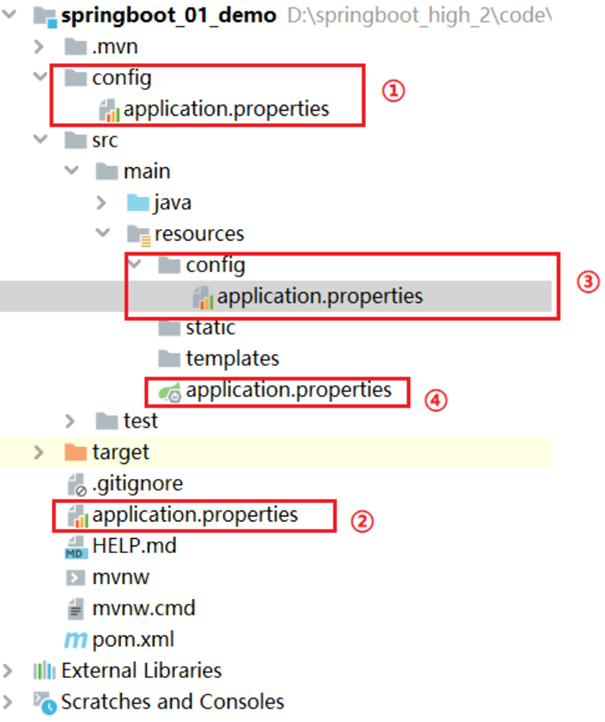 springboot_01_demo D:\springboot_high_2\code\
.mvn
config
application.properties ①
src
main
java
resources
config
application.properties ③
static
templates
application.properties ④
test
target
.gitignore
application.properties ②
MD HELP.md
mvnw
mvnw.cmd
m pom.xml
External Libraries
Scratches and Consoles